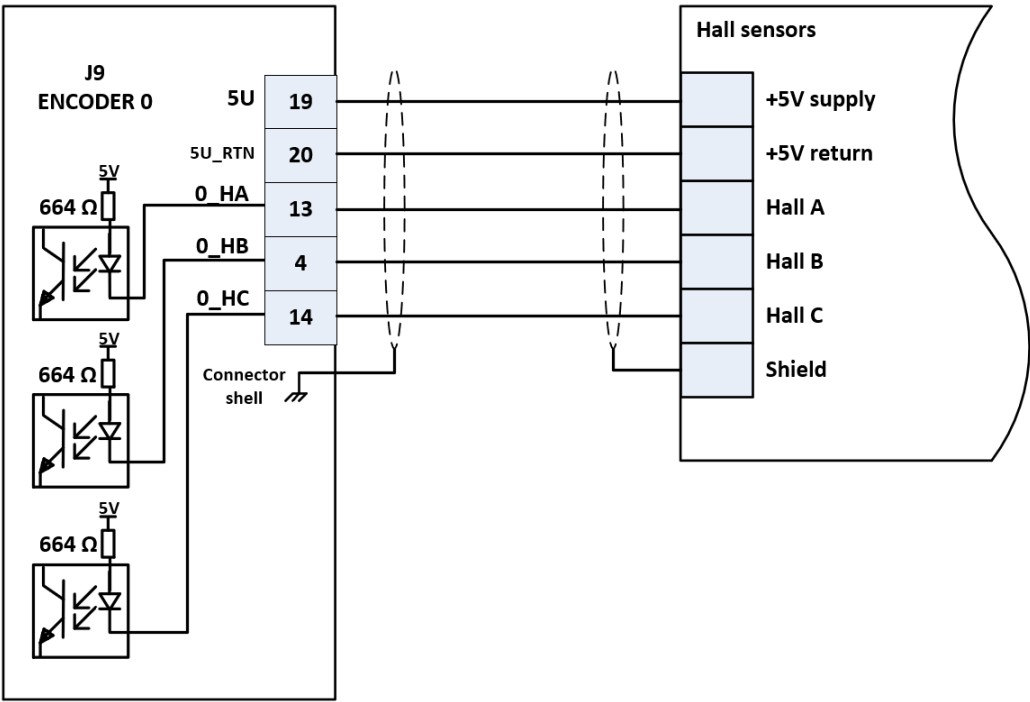 Hall sensors
J9
ENCODER 0
5U 19 +5V supply
5U_RTN 20 +5V return
0_HA 13 Hall A
0_HB 4 Hall B
0_HC 14 Hall C
Shield
Connector
shell
5V
664 Ω
5V
664 Ω
5V
664 Ω